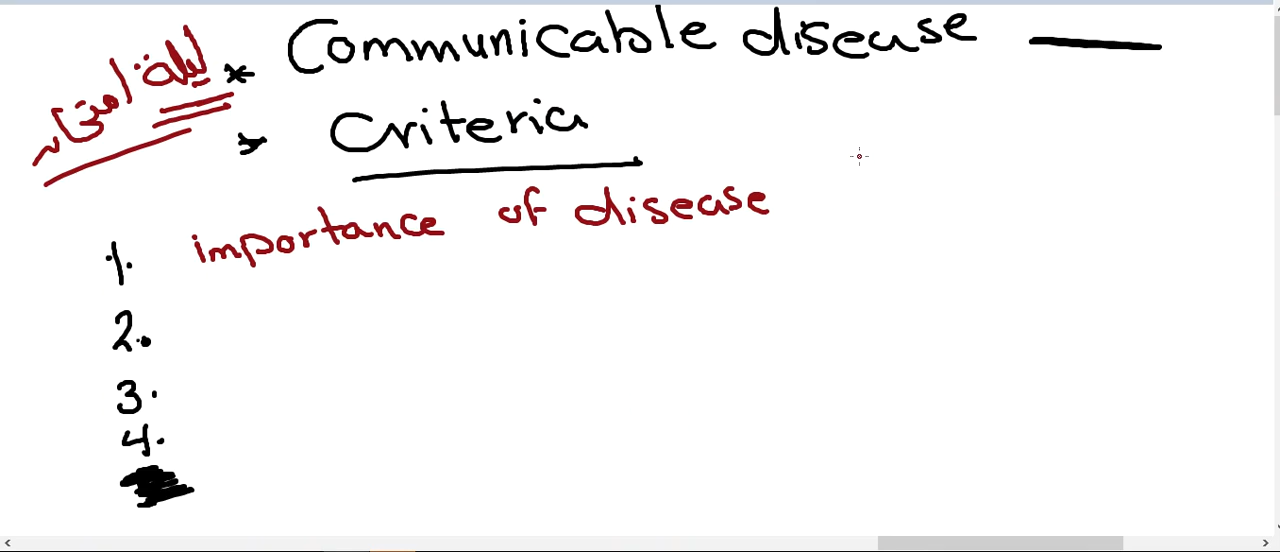 * Communicable disease —
ليلة امتحان
* Criteria
1. importance of disease
2.
3.
4.